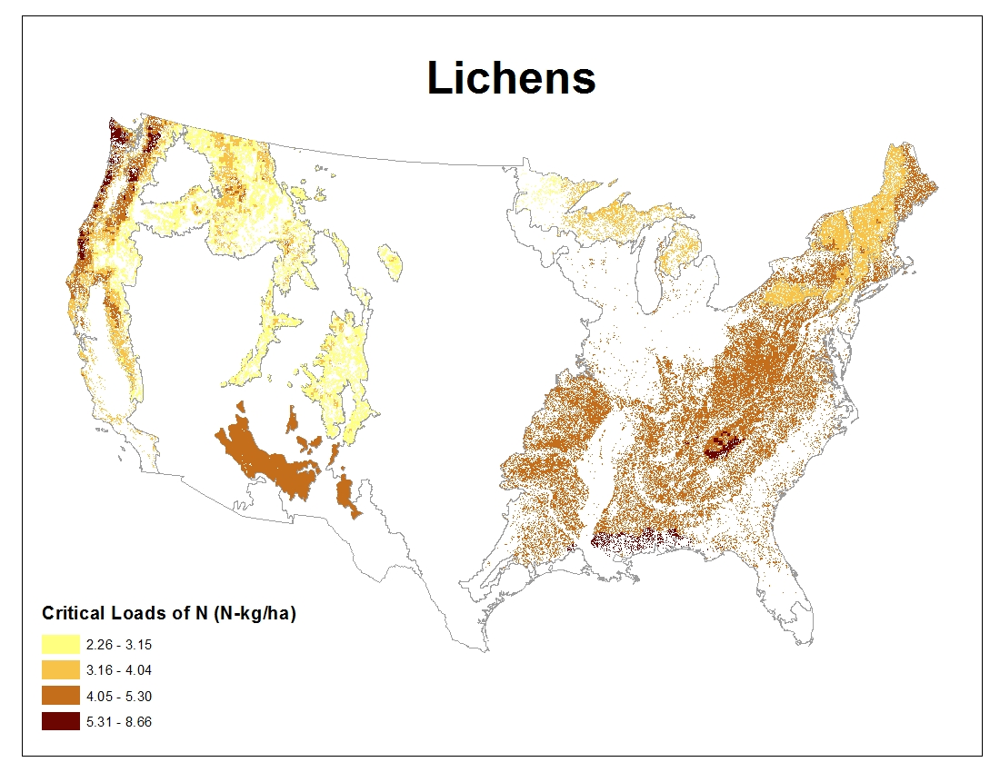 Lichens
Critical Loads of N (N-kg/ha)
2.26 - 3.15
3.16 - 4.04
4.05 - 5.30
5.31 - 8.66